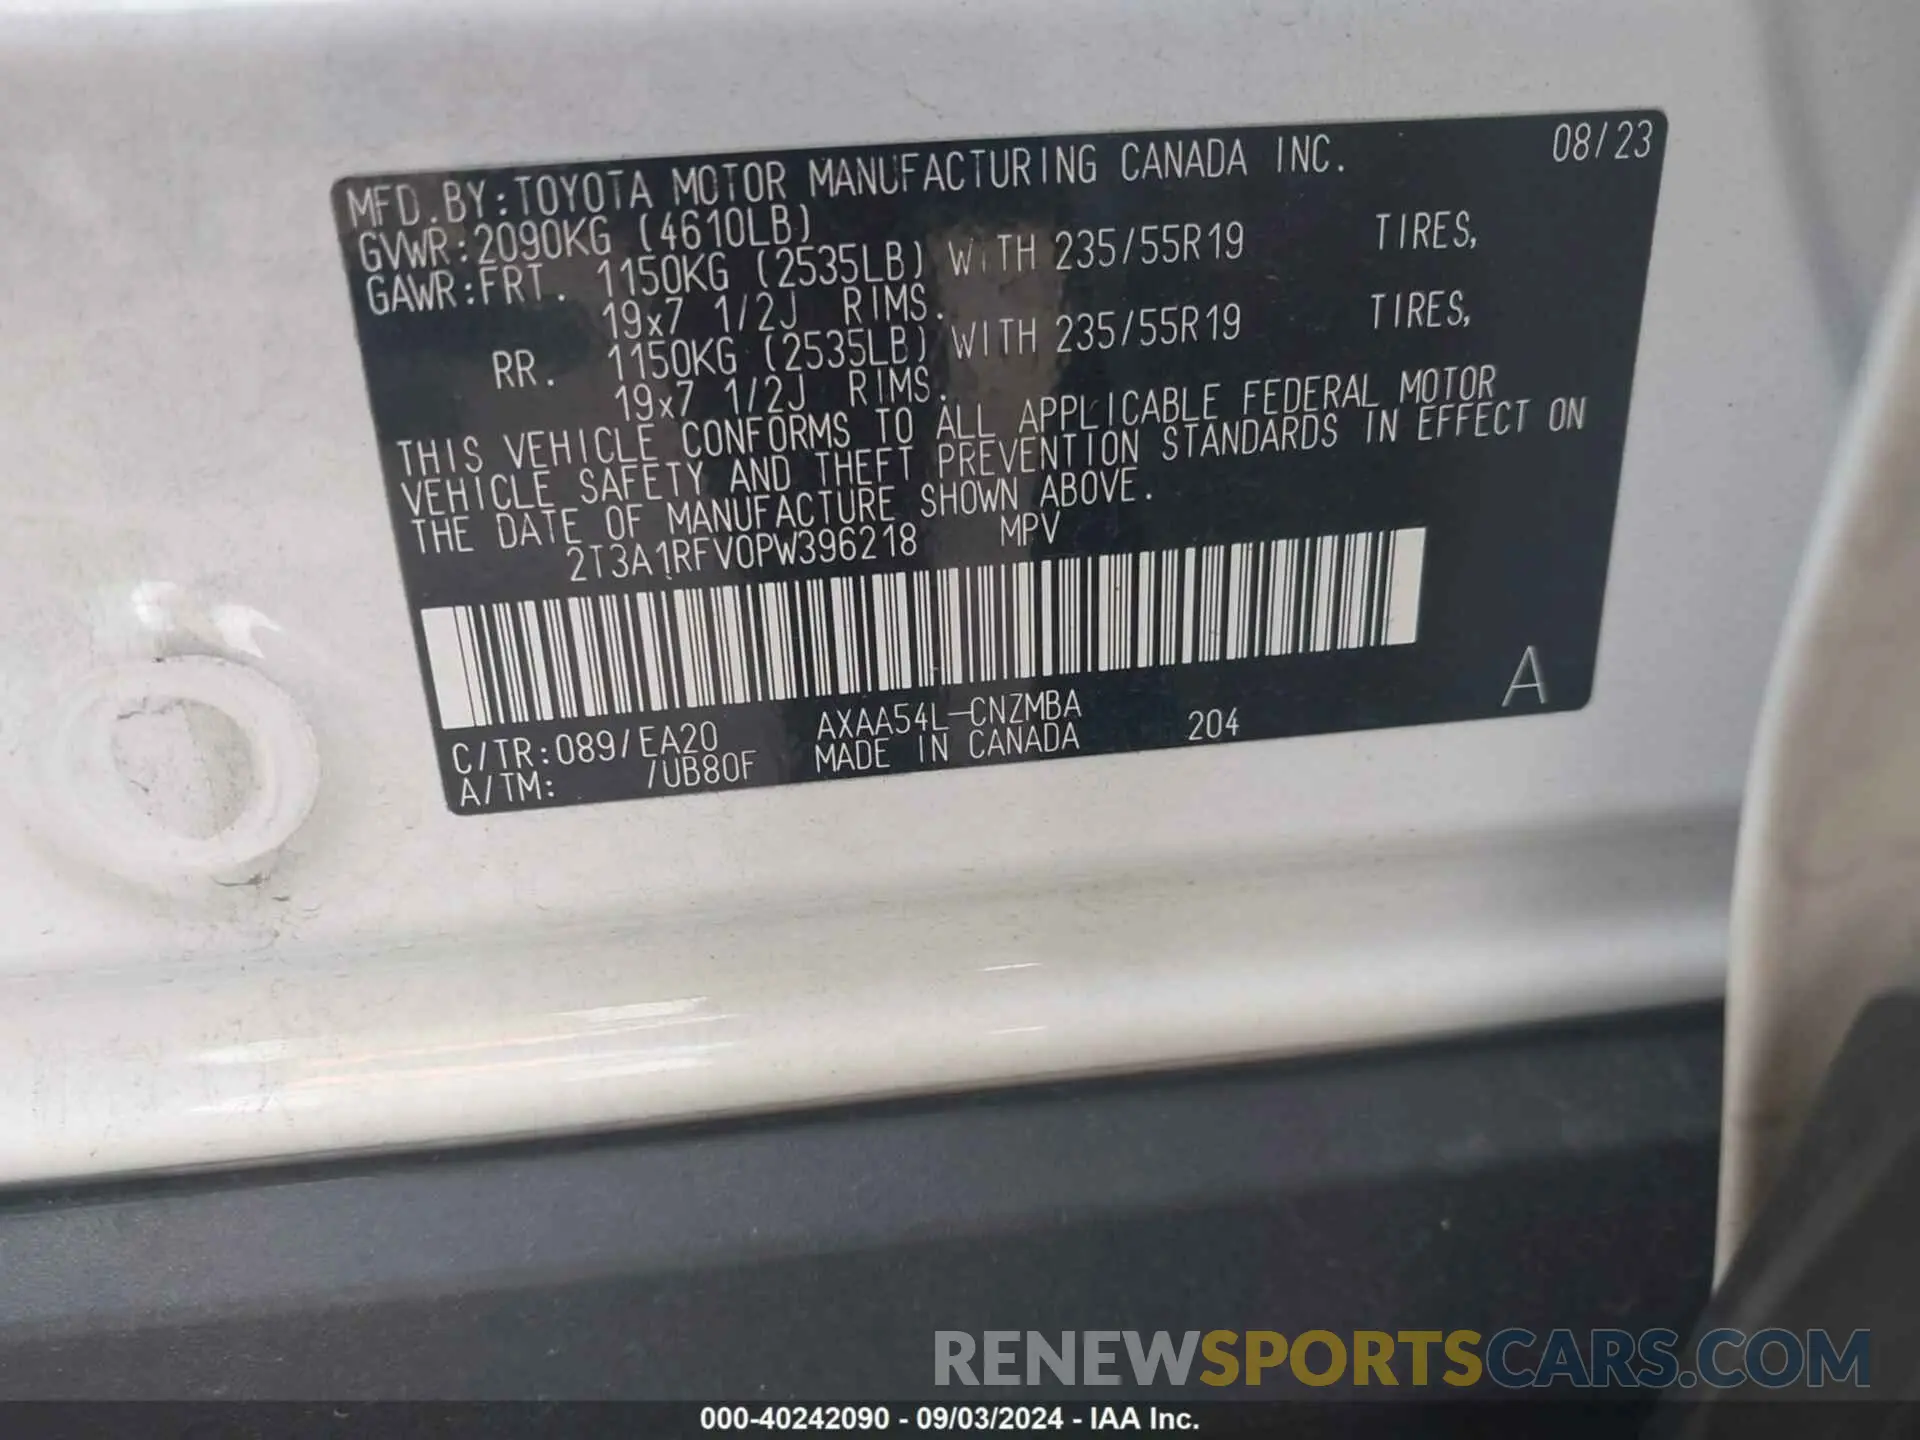 MFD.BY:TOYOTA MOTOR MANUFACTURING CANADA INC. 08/23
GVWR:2090KG (4610LB)
GAWR:FRT. 1150KG (2535LB) WITH 235/55R19 TIRES,
19x7 1/2J RIMS.
RR. 1150KG (2535LB) WITH 235/55R19 TIRES,
19x7 1/2J RIMS.
THIS VEHICLE CONFORMS TO ALL APPLICABLE FEDERAL MOTOR
VEHICLE SAFETY AND THEFT PREVENTION STANDARDS IN EFFECT ON
THE DATE OF MANUFACTURE SHOWN ABOVE.
2T3A1RFV0PW396218 MPV
C/TR:089/EA20 AXAA54L-CNZMBA 204 A
A/TM: /UB80F MADE IN CANADA
RENEWSPORTSCARS.COM
000-40242090 - 09/03/2024 - IAA Inc.